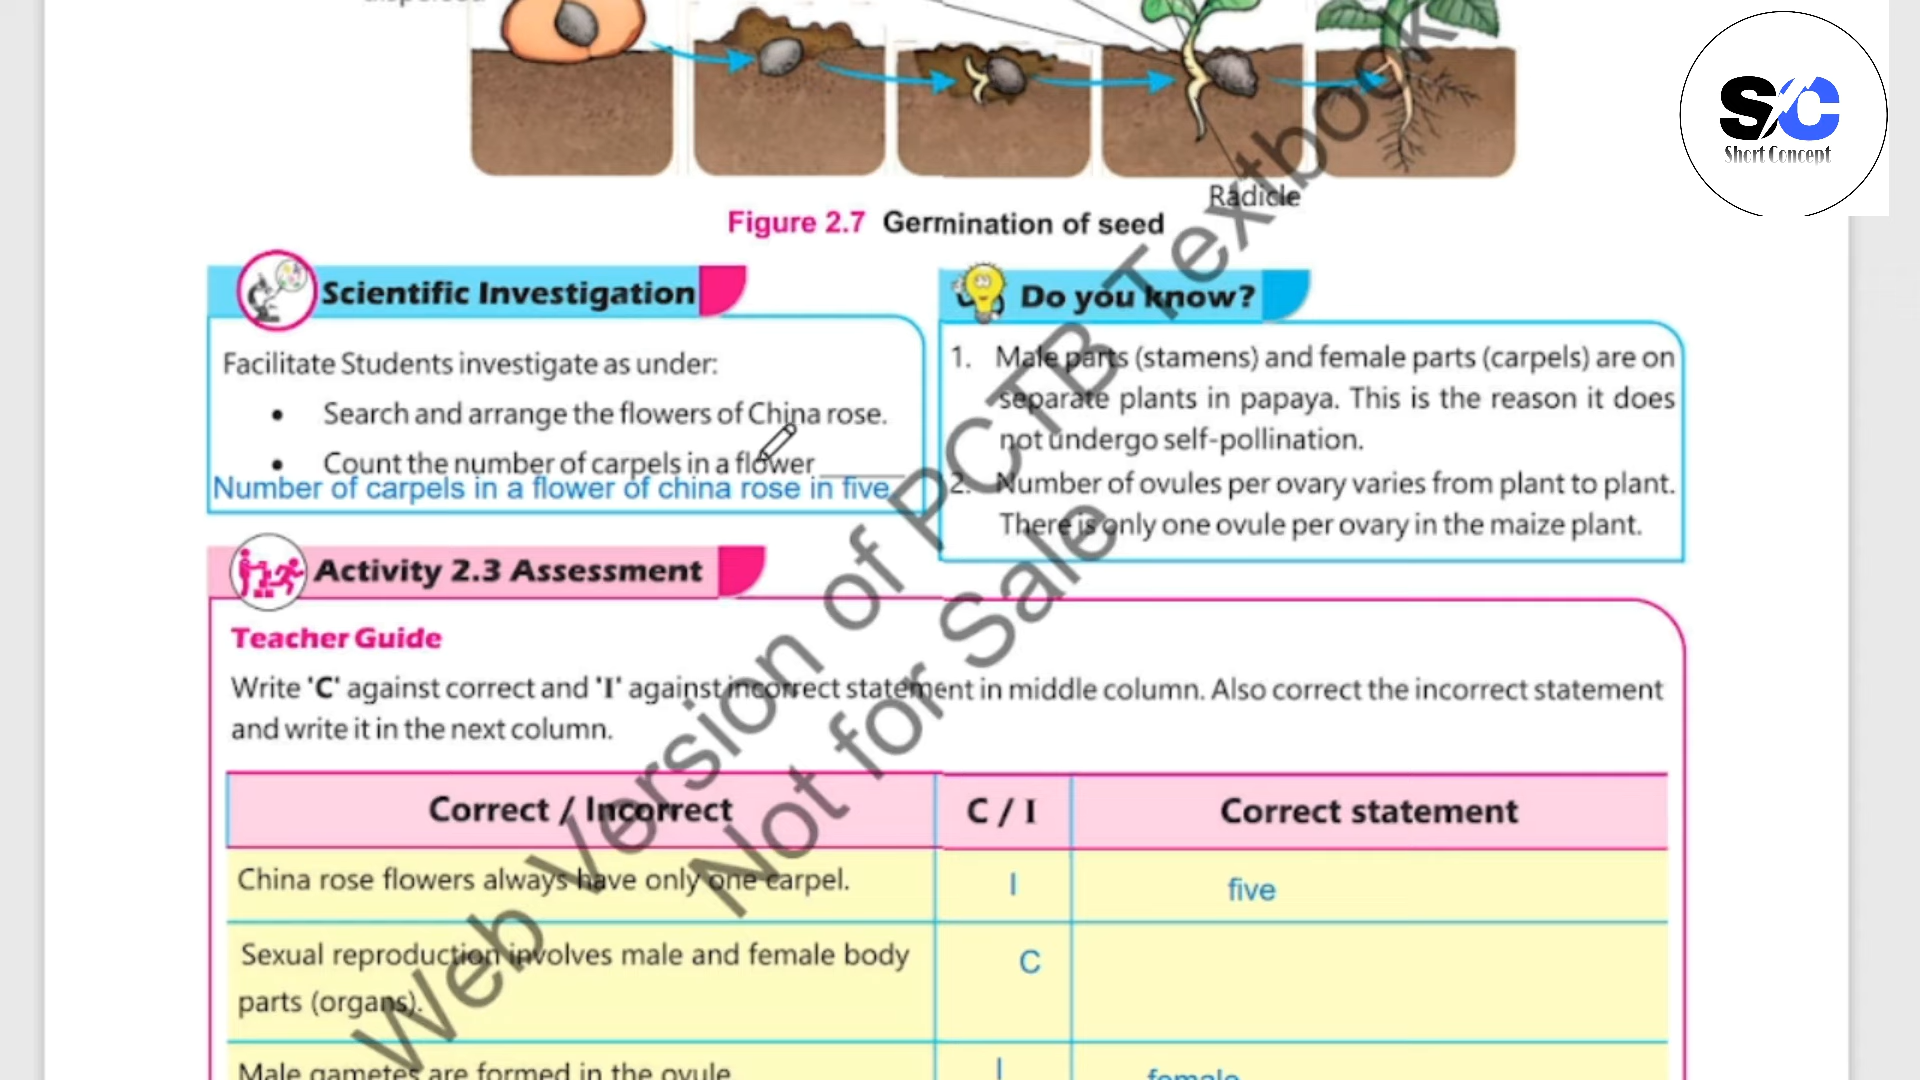 dispersed
SC
Short Concept
Radicle
Figure 2.7 Germination of seed
Scientific Investigation
Facilitate Students investigate as under:
• Search and arrange the flowers of China rose.
• Count the number of carpels in a flower ______
Number of carpels in a flower of china rose in five
Do you know?
1. Male parts (stamens) and female parts (carpels) are on
separate plants in papaya. This is the reason it does
not undergo self-pollination.
2. Number of ovules per ovary varies from plant to plant.
There is only one ovule per ovary in the maize plant.
Activity 2.3 Assessment
Teacher Guide
Write 'C' against correct and 'I' against incorrect statement in middle column. Also correct the incorrect statement
and write it in the next column.
Correct / Incorrect C / I Correct statement
China rose flowers always have only one carpel. I five
Sexual reproduction involves male and female body C
parts (organs).
Male gametes are formed in the ovule I female
Web Version of PCTB Textbook
Not for Sale